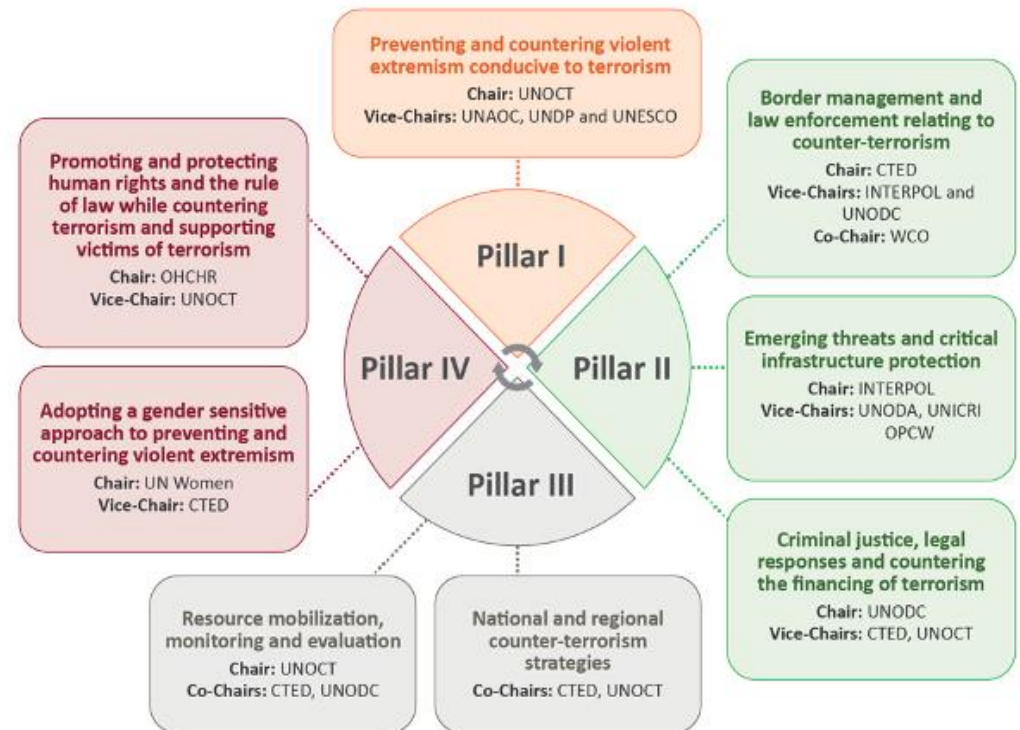 Preventing and countering violent
extremism conducive to terrorism
Chair: UNOCT
Vice-Chairs: UNAOC, UNDP and UNESCO
Border management and
law enforcement relating to
counter-terrorism
Chair: CTED
Vice-Chairs: INTERPOL and
UNODC
Co-Chair: WCO
Promoting and protecting
human rights and the rule
of law while countering
terrorism and supporting
victims of terrorism
Chair: OHCHR
Vice-Chair: UNOCT
Pillar I
Pillar IV
Pillar II
Pillar III
Emerging threats and critical
infrastructure protection
Chair: INTERPOL
Vice-Chairs: UNODA, UNICRI
OPCW
Adopting a gender sensitive
approach to preventing and
countering violent extremism
Chair: UN Women
Vice-Chair: CTED
Criminal justice, legal
responses and countering
the financing of terrorism
Chair: UNODC
Vice-Chairs: CTED, UNOCT
Resource mobilization,
monitoring and evaluation
Chair: UNOCT
Co-Chairs: CTED, UNODC
National and regional
counter-terrorism
strategies
Co-Chairs: CTED, UNOCT